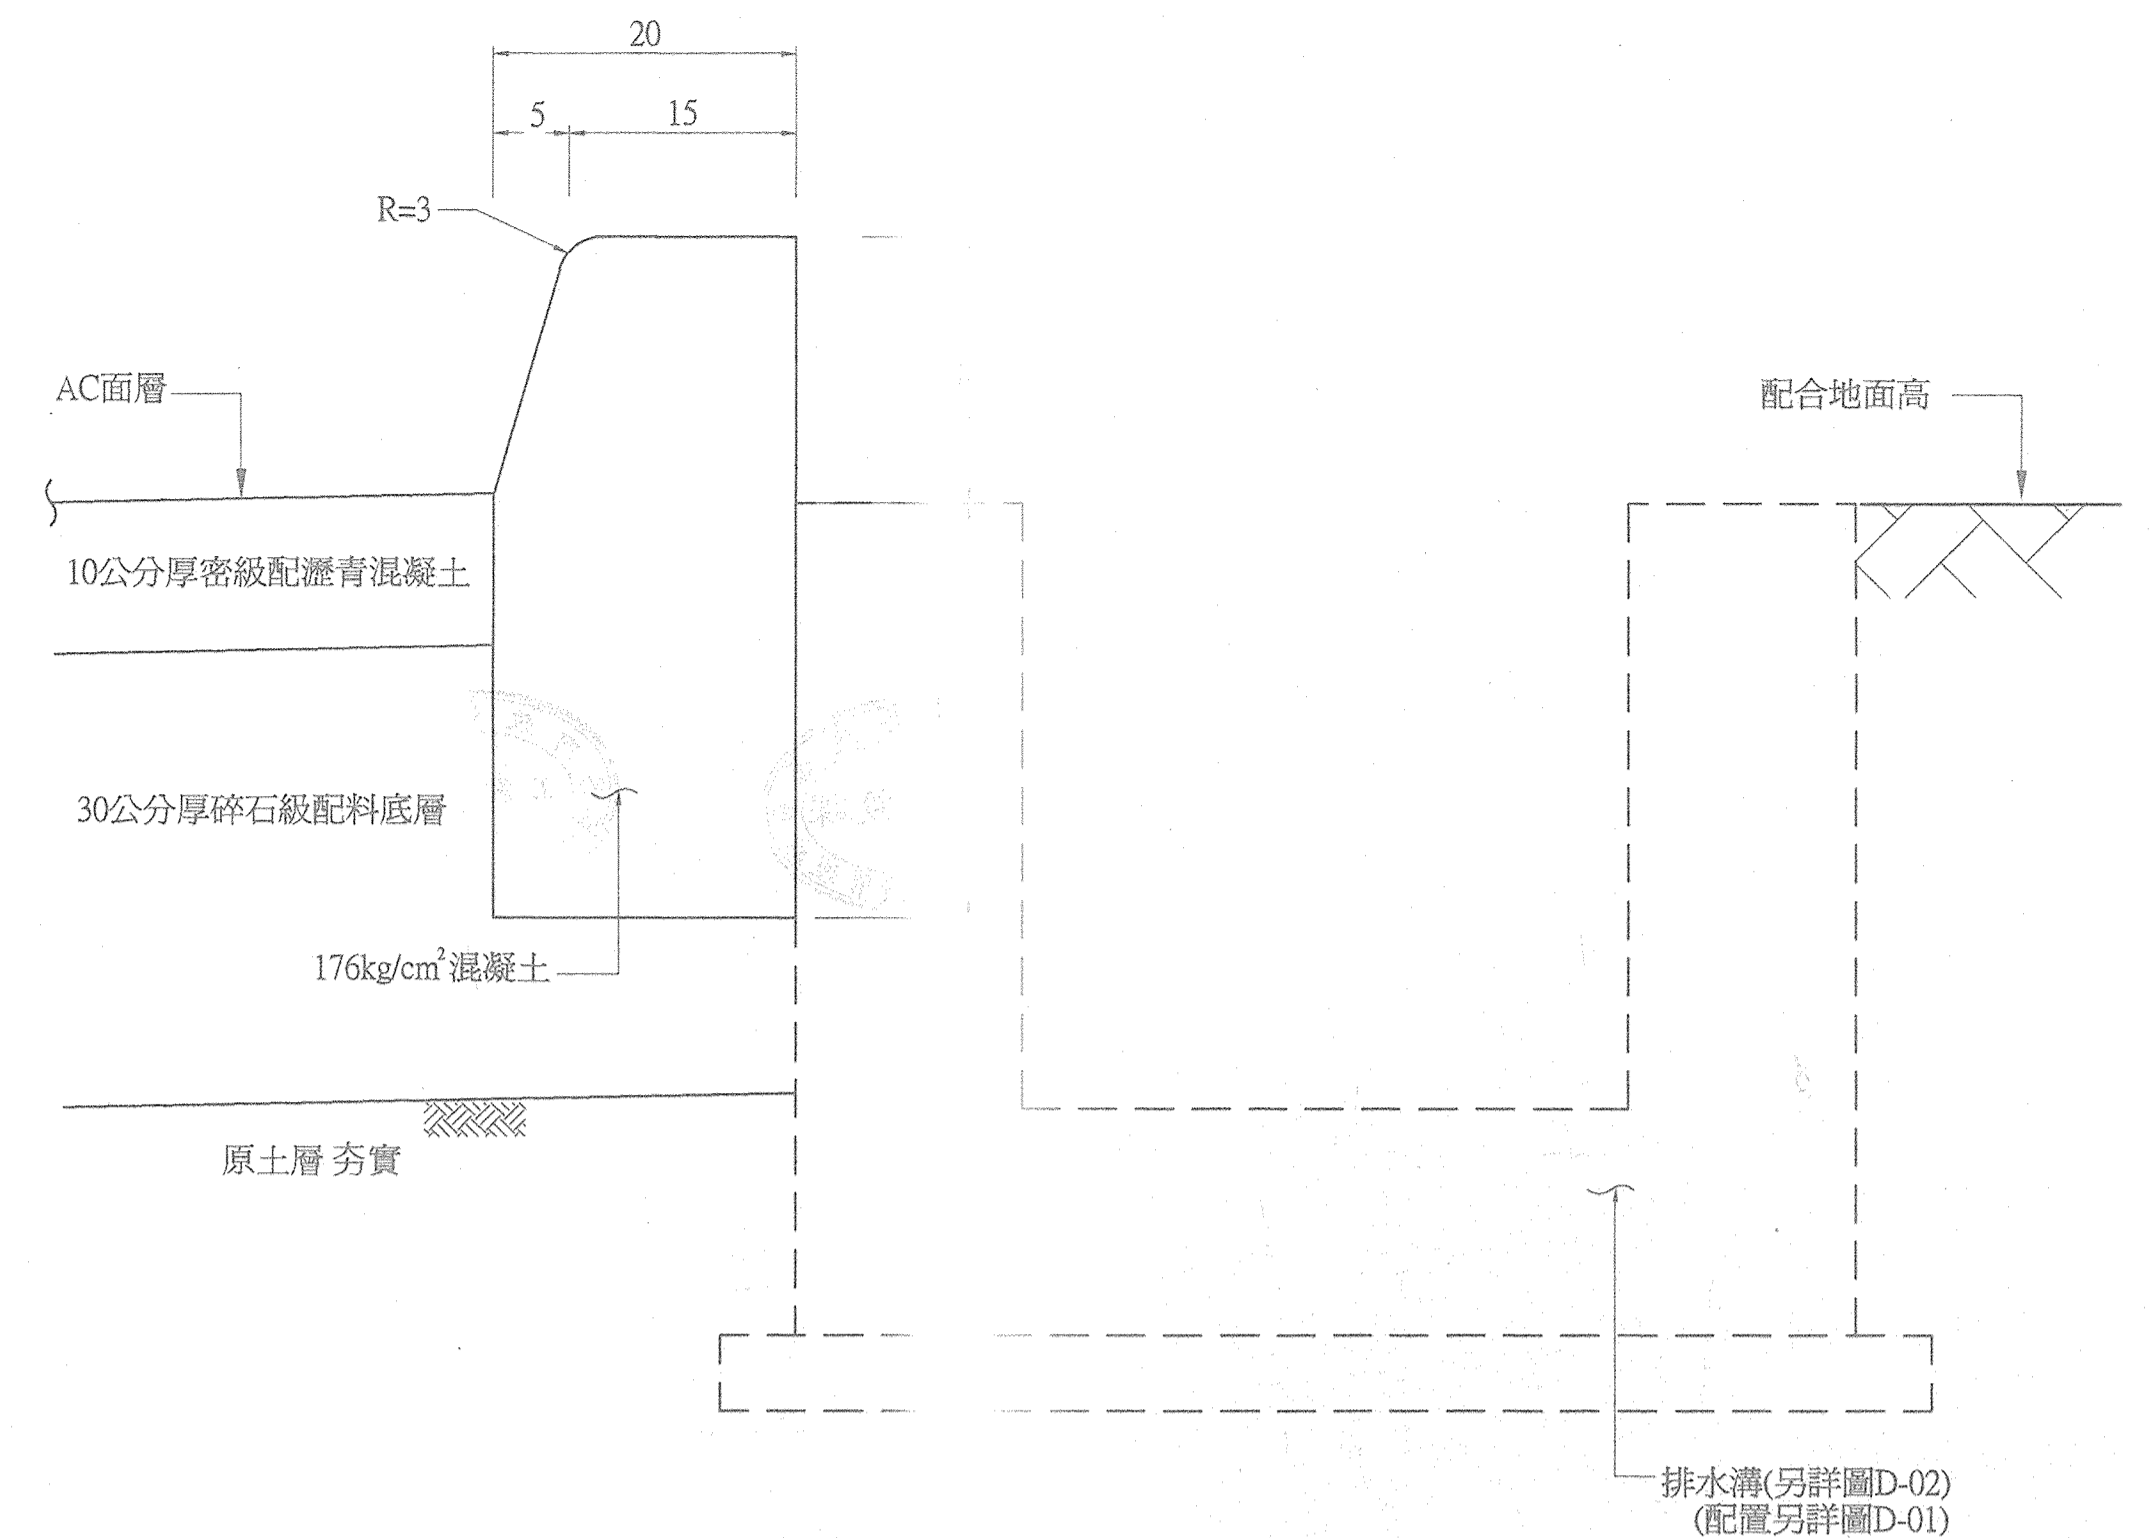 20
5
15
R=3
AC面層
配合地面高
10公分厚密級配瀝青混凝土
30公分厚碎石級配料底層
176kg/cm²混凝土
原土層 夯實
排水溝(另詳圖D-02)
(配置另詳圖D-01)